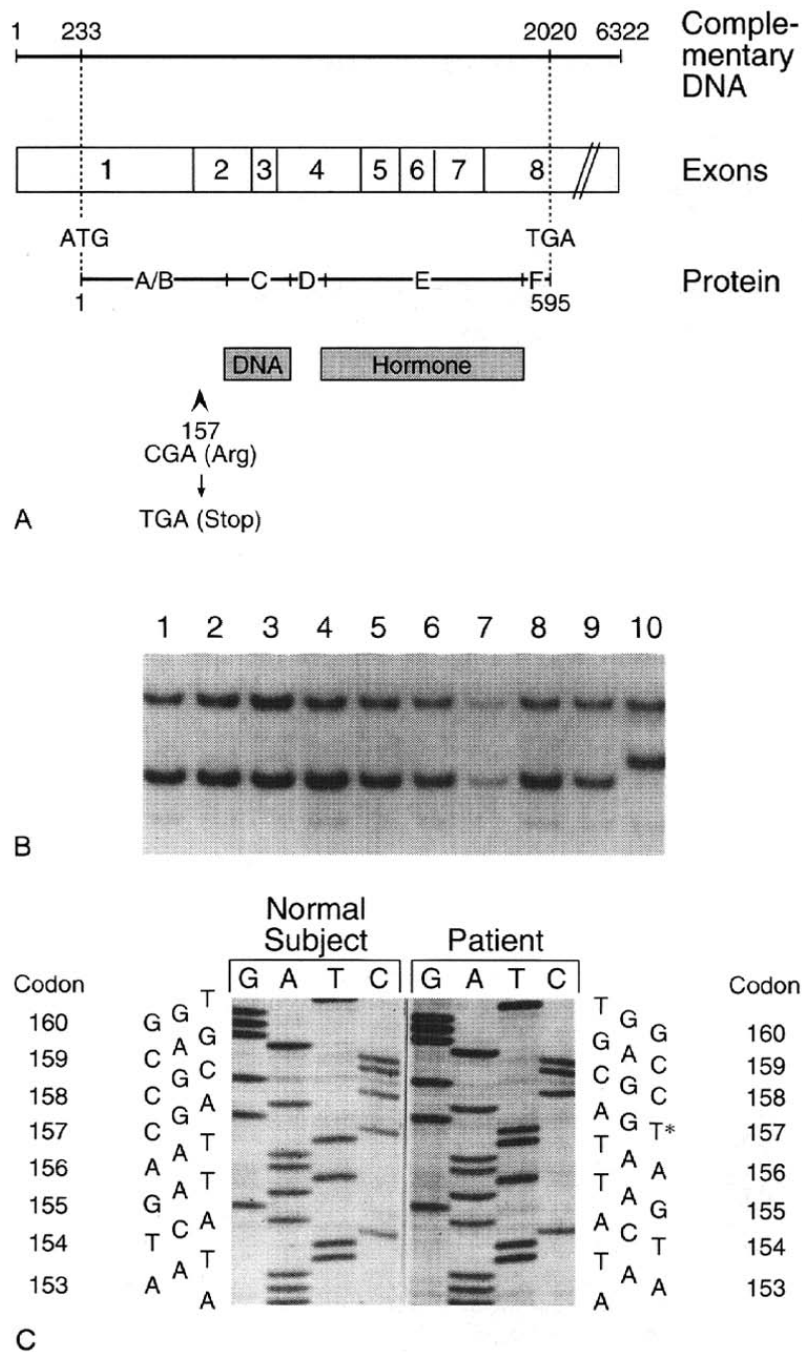 1 233 2020 6322
Comple-
mentary
DNA
1 2 3 4 5 6 7 8
Exons
ATG TGA
A/B C D E F
Protein
1 595
DNA Hormone
157
CGA (Arg)
TGA (Stop)
A
1 2 3 4 5 6 7 8 9 10
B
Normal
Subject
Patient
G A T C
G A T C
Codon
160
159
158
157
156
155
154
153
G C C C A G T A
G A G G A A C A
T G C A T T A T A
T G C A T T A T A
G A G G A A C A
G C C T* A G T A
Codon
160
159
158
157
156
155
154
153
C